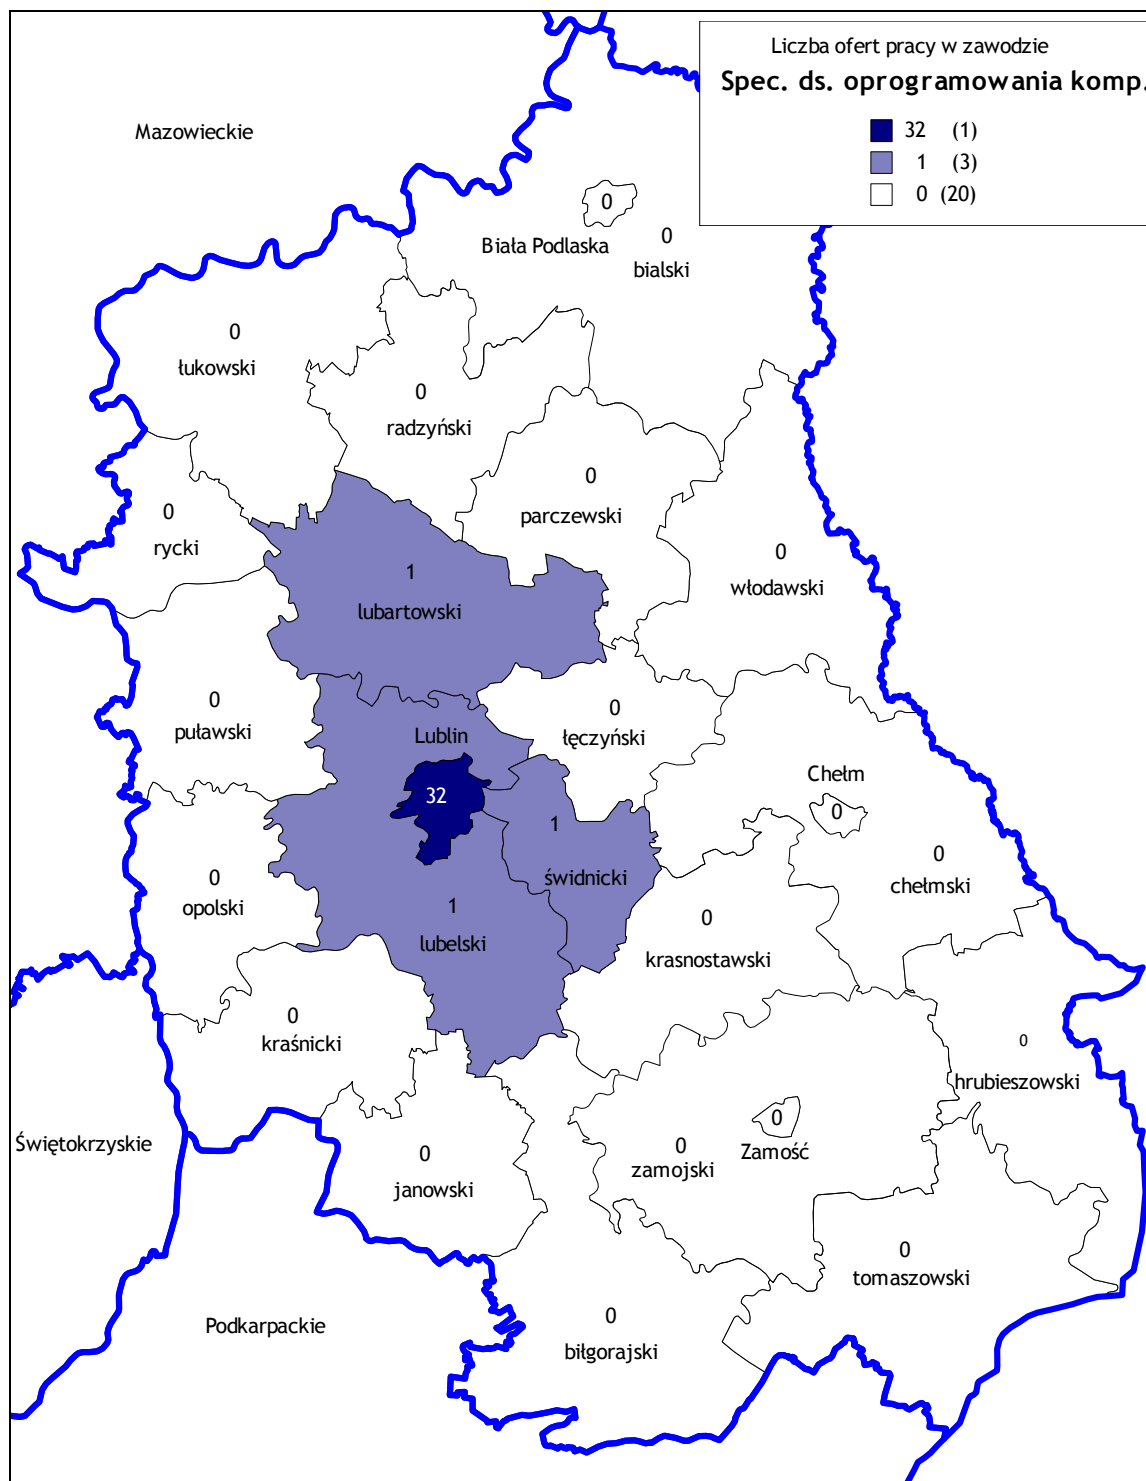 Liczba ofert pracy w zawodzie
Spec. ds. oprogramowania komp.
32 (1)
1 (3)
0 (20)
Mazowieckie
0
Biała Podlaska
0
bialski
0
łukowski
0
radzyński
0
parczewski
0
rycki
0
włodawski
1
lubartowski
0
puławski
0
łęczyński
Lublin
32
Chełm
0
1
świdnicki
0
chełmski
0
opolski
1
lubelski
0
krasnostawski
0
kraśnicki
0
hrubieszowski
Świętokrzyskie
0
janowski
0
zamojski
0
Zamość
0
tomaszowski
Podkarpackie
0
biłgorajski